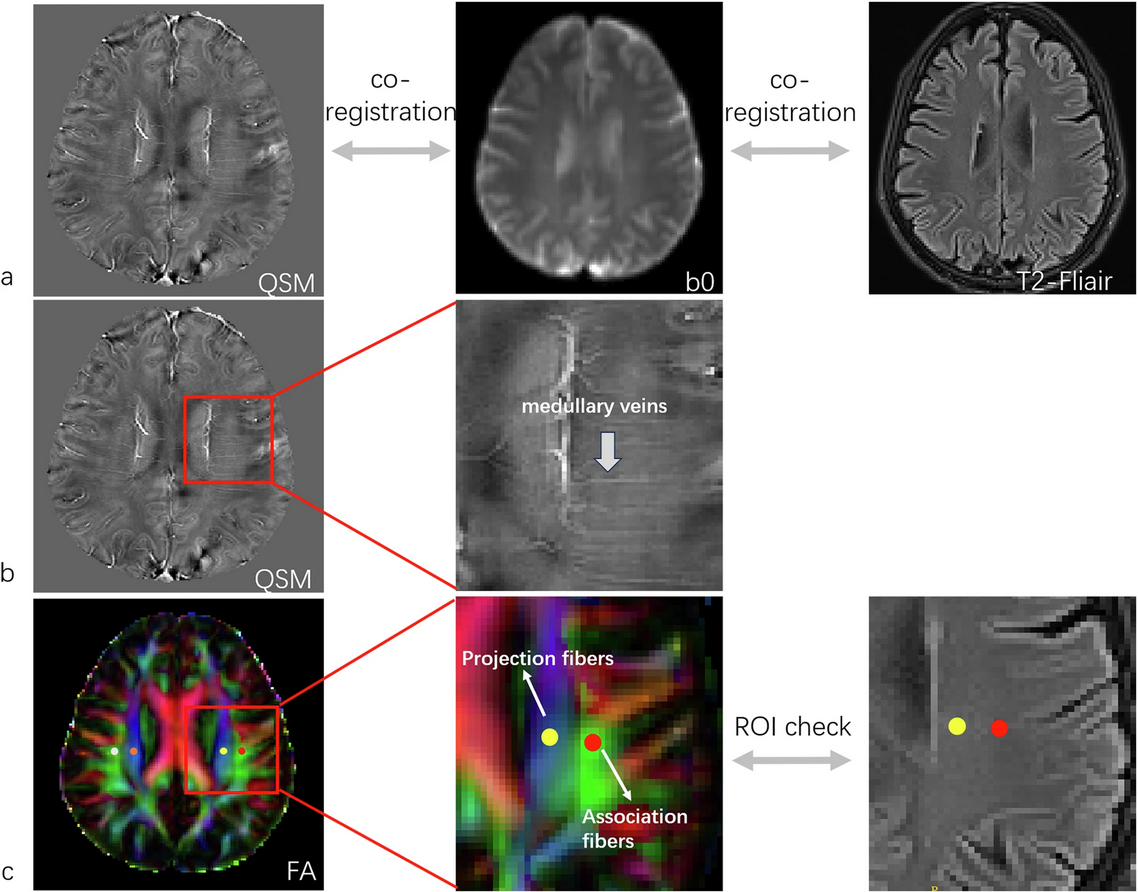 co-
registration
co-
registration
a
QSM
b0
T2-Fliair
medullary veins
b
QSM
Projection fibers
ROI check
Association
fibers
c
FA
R